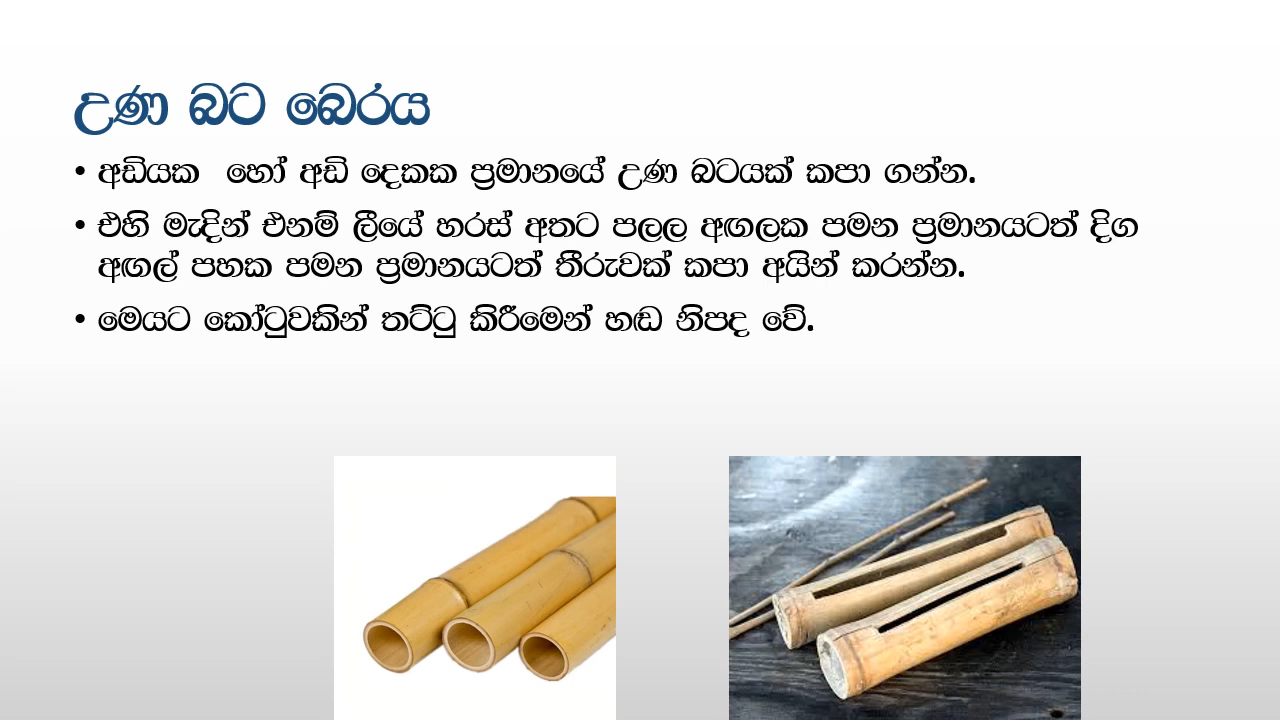 උණ බට බෙරය
• අඩියක හෝ අඩි දෙකක ප්‍රමානයේ උණ බටයක් කපා ගන්න.
• එහි මැදින් එනම් ලීයේ හරස් අතට පලල අඟලක පමන ප්‍රමානයටත් දිග
අඟල් පහක පමන ප්‍රමානයටත් තීරුවක් කපා අයින් කරන්න.
• මෙයට කෝටුවකින් තට්ටු කිරීමෙන් හඬ නිපද වේ.